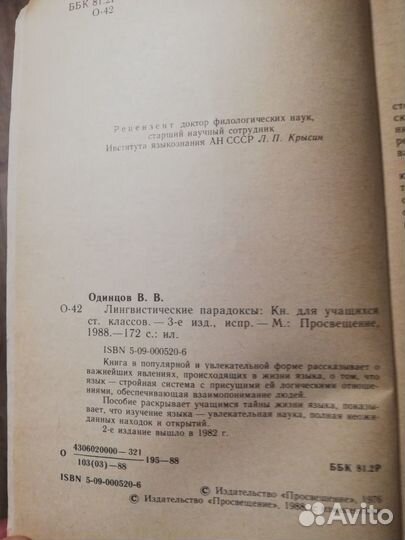 ББК 81.2Р
О-42
Рецензент доктор филологических наук,
старший научный сотрудник
Института языкознания АН СССР Л. П. Крысин
Одинцов В. В.
О-42 Лингвистические парадоксы: Кн. для учащихся
ст. классов. — 3-е изд., испр. — М.: Просвещение,
1988.—172 с.: ил.
ISBN 5-09-000520-6
Книга в популярной и увлекательной форме рассказывает о
важнейших явлениях, происходящих в жизни языка, о том, что
язык — стройная система с присущими ей логическими отноше-
ниями, обеспечивающая взаимопонимание людей.
Пособие раскрывает учащимся тайны жизни языка, показы-
вает, что изучение языка — увлекательная наука, полная неожи-
данных находок и открытий.
2-е издание вышло в 1982 г.
О 4306020000—321
103(03)—88
195—88
ББК 81.2Р
ISBN 5-09-000520-6
© Издательство «Просвещение», 1976
© Издательство «Просвещение», 1988
Avito